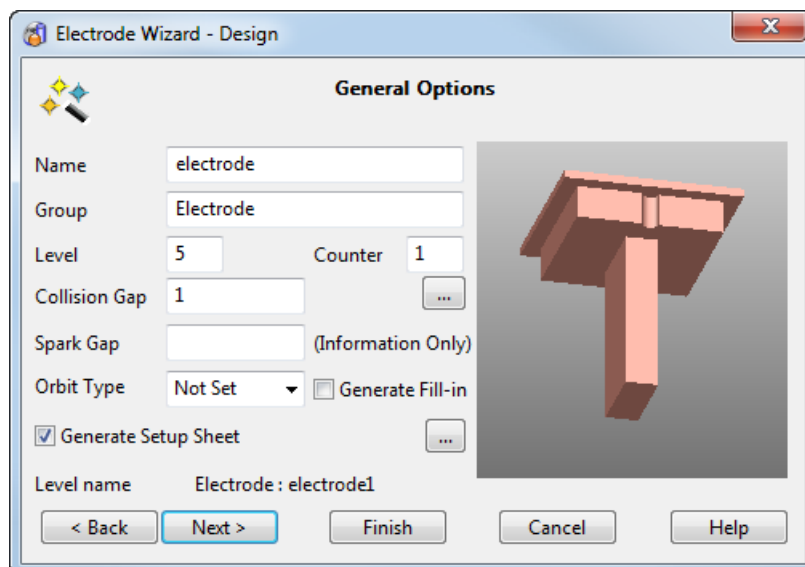 Electrode Wizard - Design
General Options
Name electrode
Group Electrode
Level 5 Counter 1
Collision Gap 1 ...
Spark Gap (Information Only)
Orbit Type Not Set Generate Fill-in
Generate Setup Sheet ...
Level name Electrode : electrode1
< Back Next > Finish Cancel Help